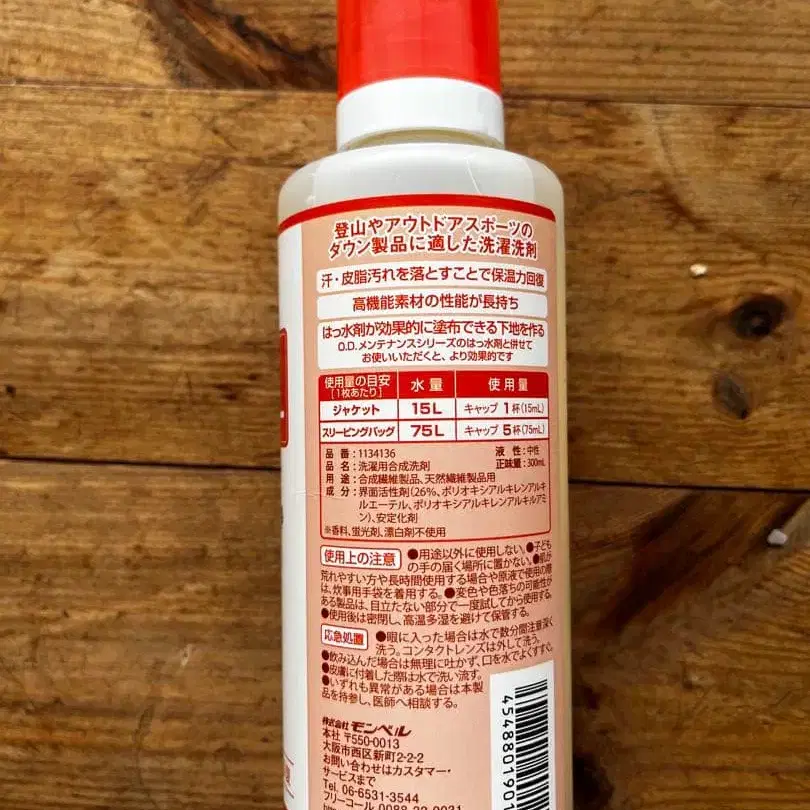 登山やアウトドアスポーツの
ダウン製品に適した洗濯洗剤
汗・皮脂汚れを落とすことで保温力回復
高機能素材の性能が長持ち
はっ水剤が効果的に塗布できる下地を作る
O.D.メンテナンスシリーズのはっ水剤と併せて
お使いいただくと、より効果的です
使用量の目安 [1枚あたり] 水量 使用量
ジャケット 15L キャップ 1杯(15mL)
スリーピングバッグ 75L キャップ 5杯(75mL)
品番:1134136 液性:中性
品名:洗濯用合成洗剤 正味量:300mL
用途:合成繊維製品、天然繊維製品用
成分:界面活性剤(26%、ポリオキシアルキレンアルキ
ルエーテル、ポリオキシアルキレンアルキルアミ
ン)、安定化剤
※香料、蛍光剤、漂白剤不使用
使用上の注意 ●用途以外に使用しない。●子ども
の手の届く場所に置かない。●肌が
荒れやすい方や長時間使用する場合や原液で使用の際
は、炊事用手袋を着用する。●変色や色落ちの可能性が
ある製品は、目立たない部分で一度試してから使用する。
●使用後は密閉し、高温多湿を避けて保管する。
応急処置 ●眼に入った場合は水で数分間注意深く
洗う。コンタクトレンズは外して洗う。
●飲み込んだ場合は無理に吐かず、口を水でよくすすぐ。
●皮膚に付着した際は水で洗い流す。
●いずれも異常がある場合は本製
品を持参し、医師へ相談する。
株式会社 モンベル
本社 〒550-0013
大阪市西区新町2-2-2
お問い合わせはカスタマー・
サービスまで
TEL 06-6531-3544
フリーコール 0088-22-0031
4548801901